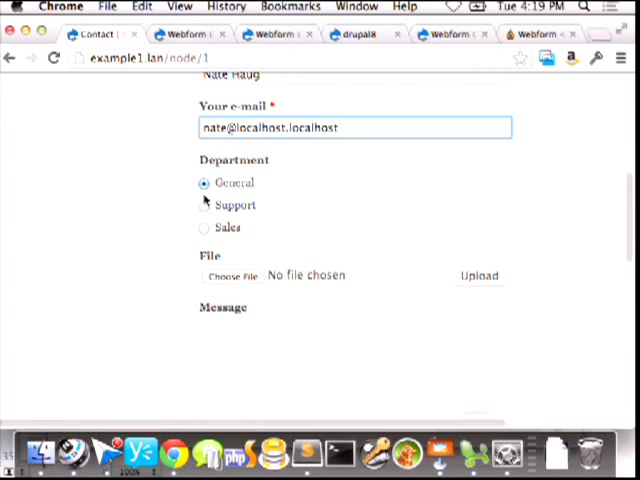 Chrome File Edit View History Bookmarks Window Help Tue 4:19 PM
Contact | Webform Webform drupal8 Webform Webform
example1.lan/node/1
Nate Haug
Your e-mail *
nate@localhost.localhost
Department
General
Support
Sales
File
Choose File No file chosen Upload
Message
php
100%